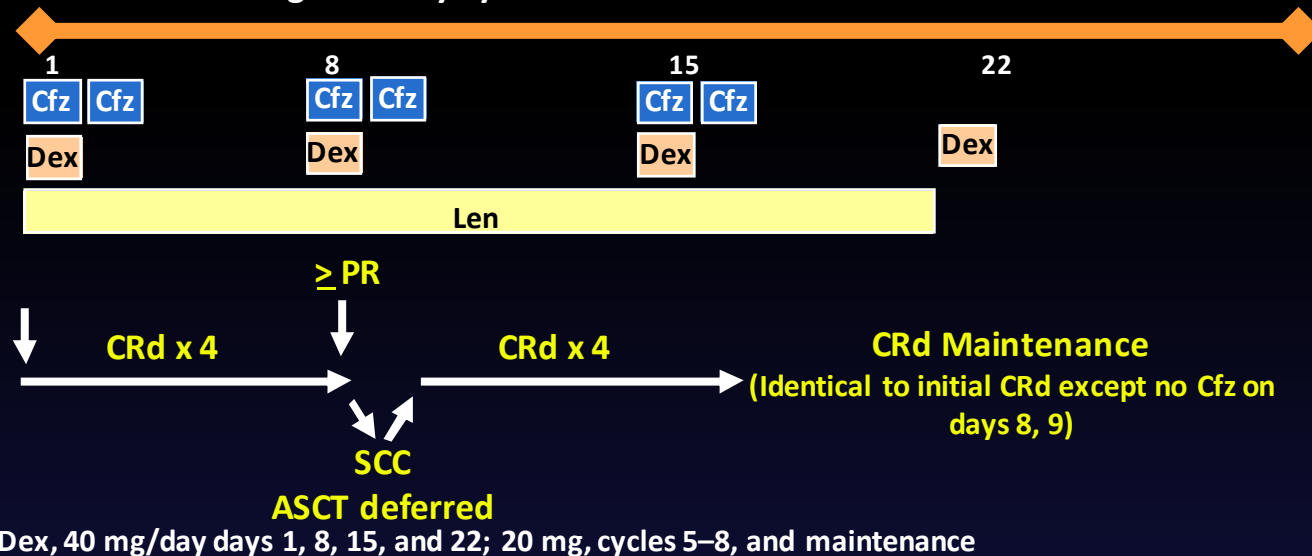 1 8 15 22
Cfz Cfz Cfz Cfz Cfz Cfz
Dex Dex Dex Dex
Len
≥ PR
CRd x 4 CRd x 4 CRd Maintenance
(Identical to initial CRd except no Cfz on
days 8, 9)
SCC
ASCT deferred
Dex, 40 mg/day days 1, 8, 15, and 22; 20 mg, cycles 5–8, and maintenance